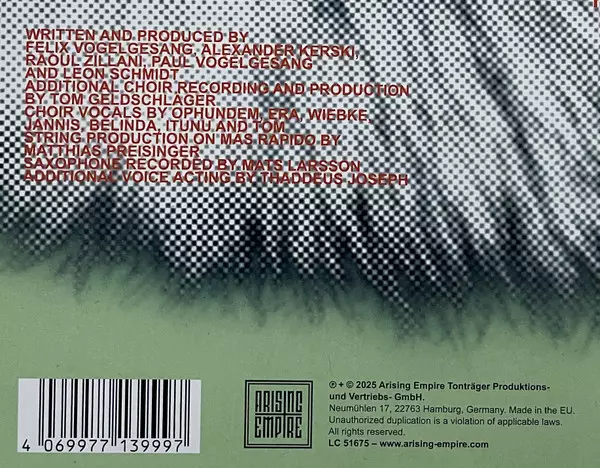 WRITTEN AND PRODUCED BY
FELIX VOGELGESANG, ALEXANDER KERSKI,
RAOUL ZILLANI, PAUL VOGELGESANG
AND LEON SCHMIDT
ADDITIONAL CHOIR RECORDING AND PRODUCTION
BY TOM GELDSCHLÄGER
CHOIR VOCALS BY OPHUNDEM, ERA, WIEBKE,
JANNIS, BELINDA, ITUNU AND TOM
STRING PRODUCTION ON MÁS RÁPIDO BY
MATTHIAS PREISINGER
SAXOPHONE RECORDED BY MATS LARSSON
ADDITIONAL VOICE ACTING BY THADDEUS JOSEPH
4 069977 139997
ARISING
EMPIRE
℗ + © 2025 Arising Empire Tonträger Produktions-
und Vertriebs- GmBH.
Neumühlen 17, 22763 Hamburg, Germany. Made in the EU.
Unauthorized duplication is a violation of applicable laws.
All rights reserved.
LC 51675 – www.arising-empire.com